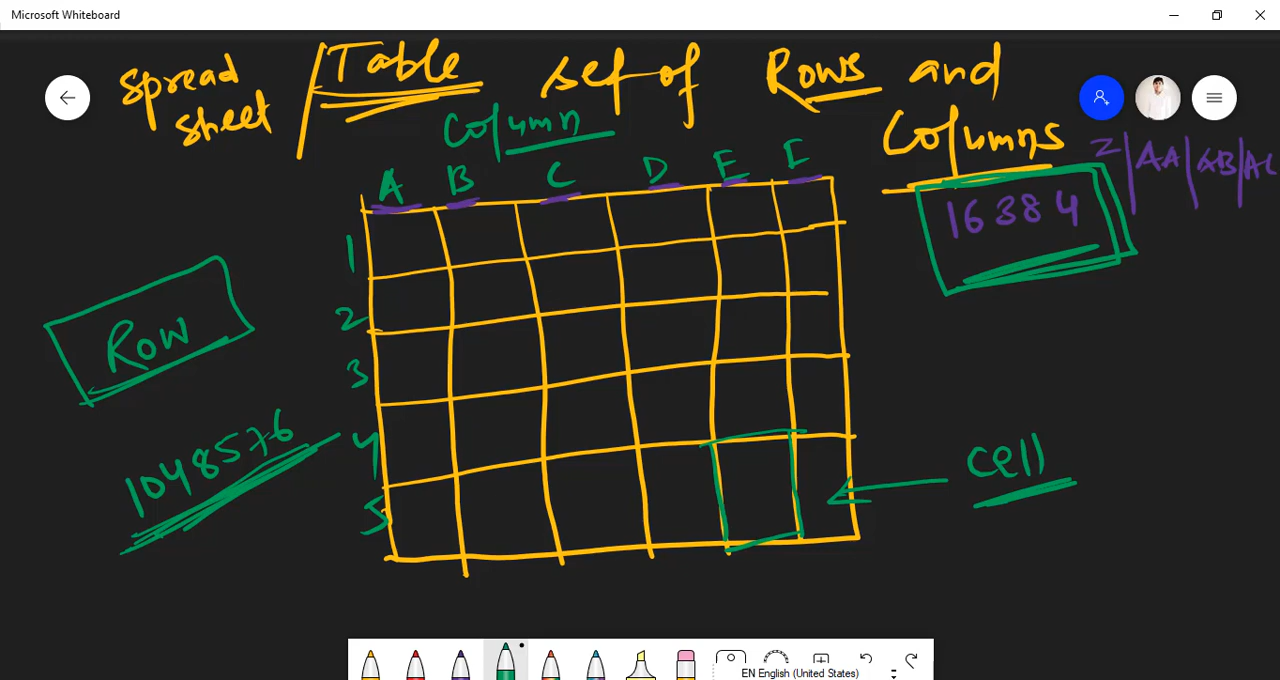 Microsoft Whiteboard
Spread sheet / Table set of Rows and Columns
Column
Z | AA | AB | AC
A B C D E E
16384
1
2
Row
3
1048576
4
cell
5
EN English (United States)